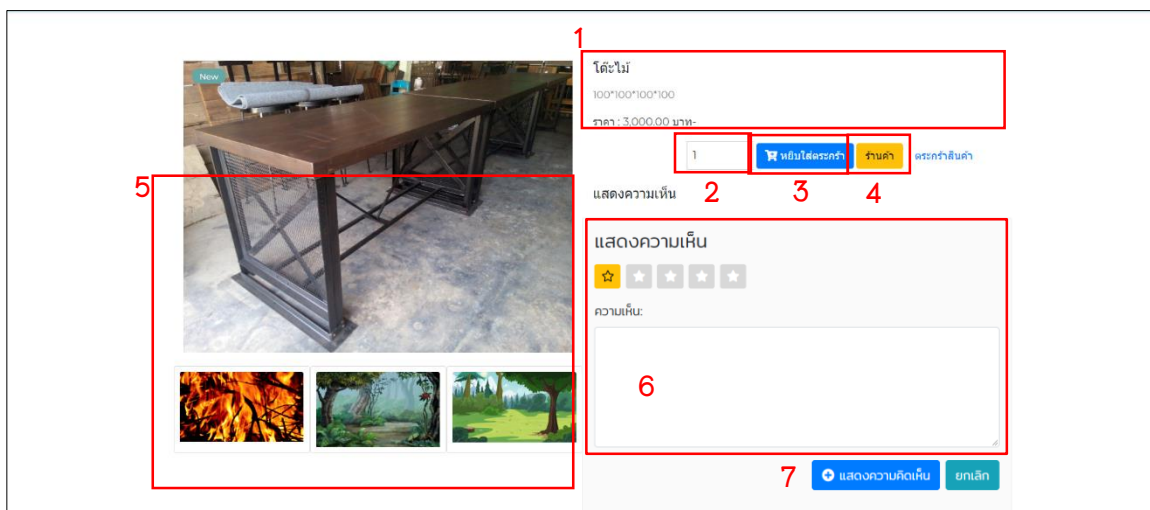 1
New
โต๊ะไม้
100*100*100*100
ราคา : 3,000.00 บาท-
1 หยิบใส่ตระกร้า ร้านค้า ตระกร้าสินค้า
2 3 4
5
แสดงความเห็น
แสดงความเห็น
ความเห็น:
6
7 แสดงความคิดเห็น ยกเลิก